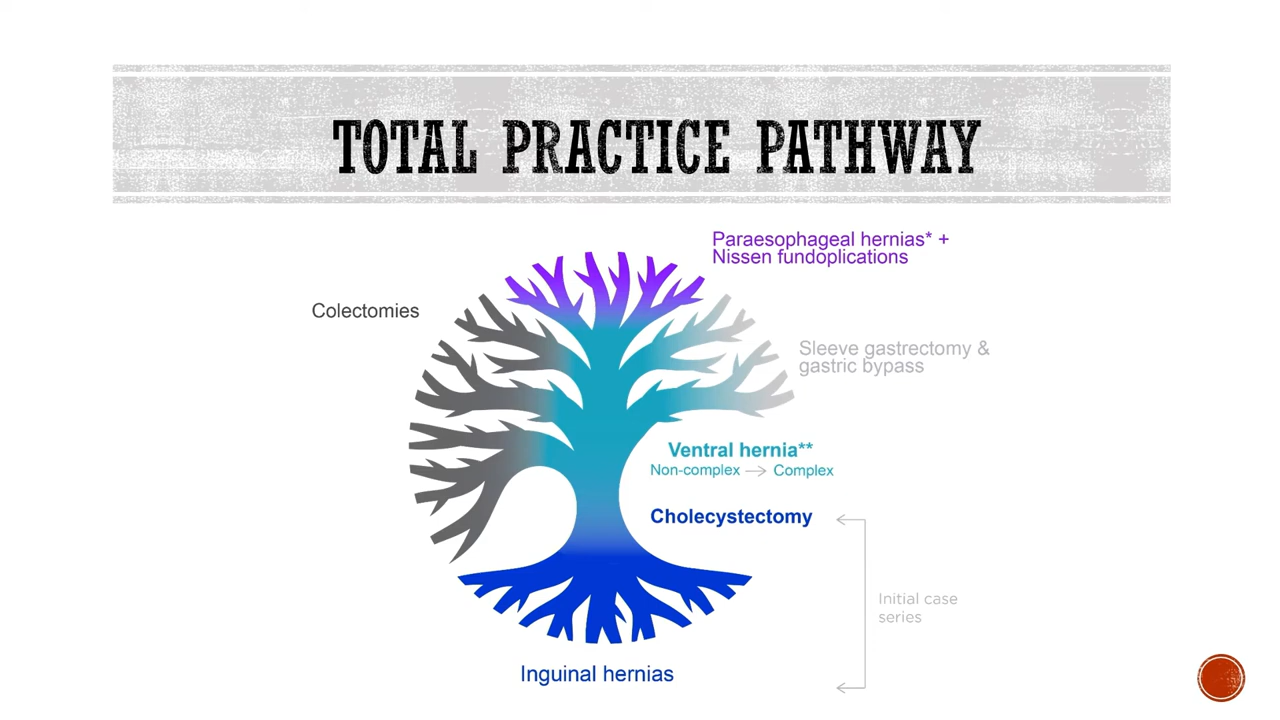 TOTAL PRACTICE PATHWAY
Paraesophageal hernias* +
Nissen fundoplications
Colectomies
Sleeve gastrectomy &
gastric bypass
Ventral hernia**
Non-complex → Complex
Cholecystectomy
Initial case
series
Inguinal hernias